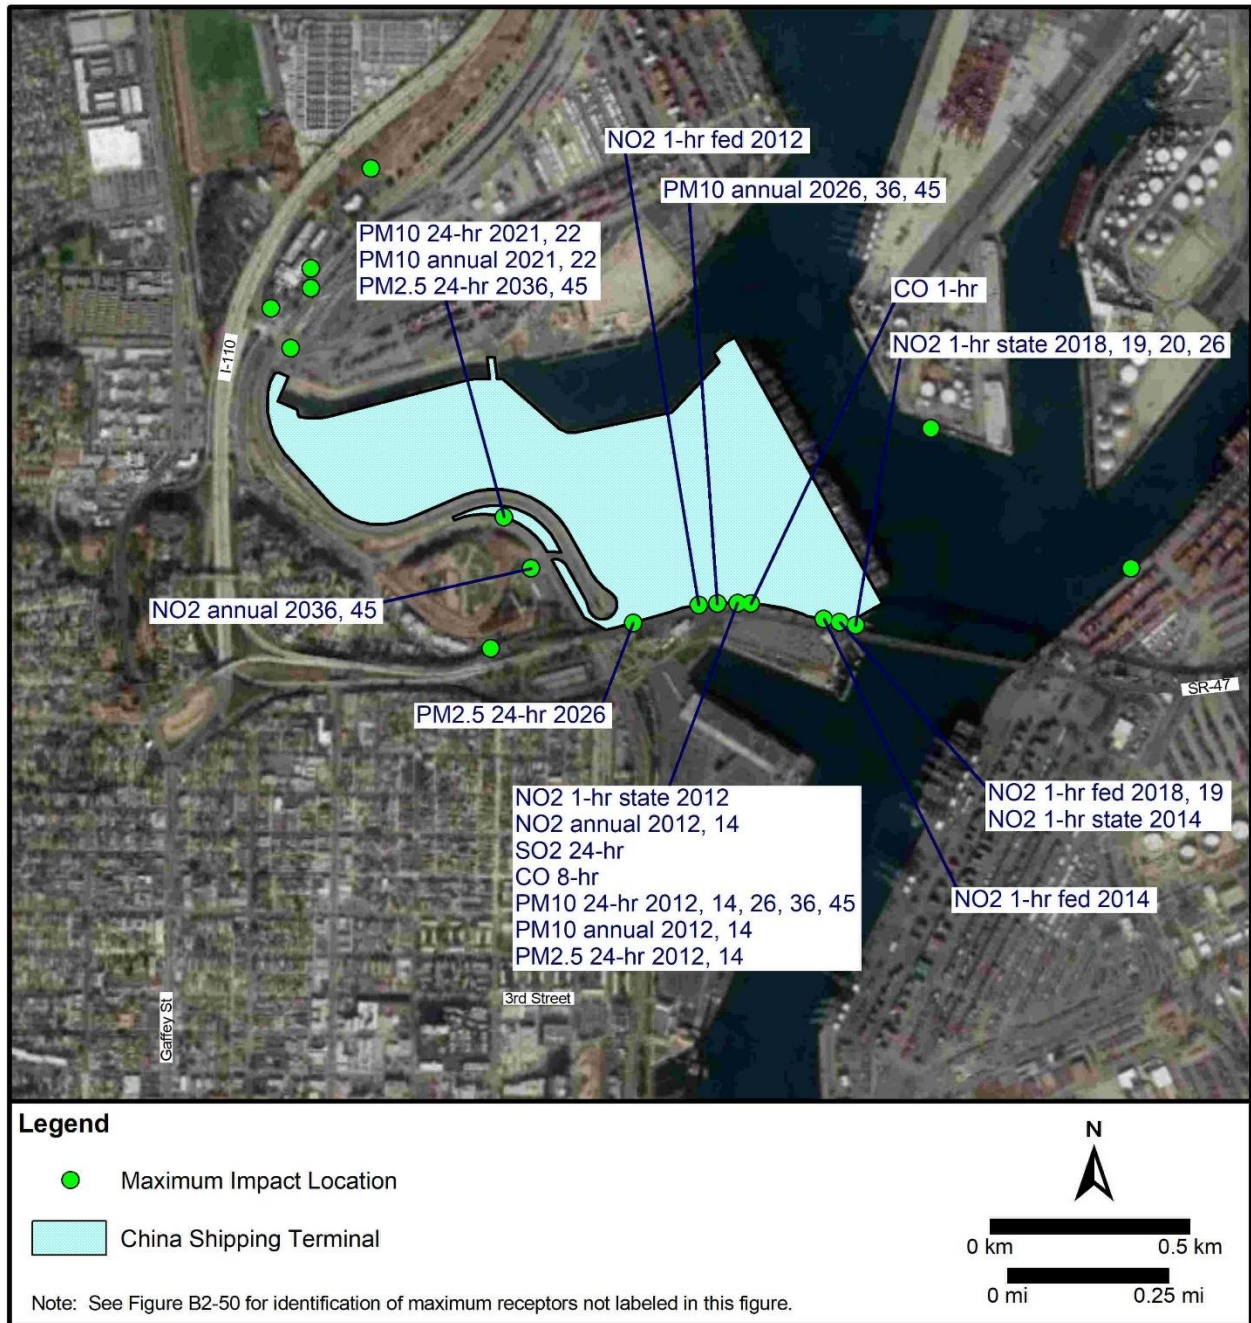 NO2 1-hr fed 2012
PM10 annual 2026, 36, 45
PM10 24-hr 2021, 22
PM10 annual 2021, 22
PM2.5 24-hr 2036, 45
CO 1-hr
NO2 1-hr state 2018, 19, 20, 26
I-110
NO2 annual 2036, 45
SR-47
PM2.5 24-hr 2026
NO2 1-hr state 2012
NO2 annual 2012, 14
SO2 24-hr
CO 8-hr
PM10 24-hr 2012, 14, 26, 36, 45
PM10 annual 2012, 14
PM2.5 24-hr 2012, 14
NO2 1-hr fed 2018, 19
NO2 1-hr state 2014
NO2 1-hr fed 2014
3rd Street
Gaffey St
Legend
Maximum Impact Location
China Shipping Terminal
Note: See Figure B2-50 for identification of maximum receptors not labeled in this figure.
N
0 km 0.5 km
0 mi 0.25 mi